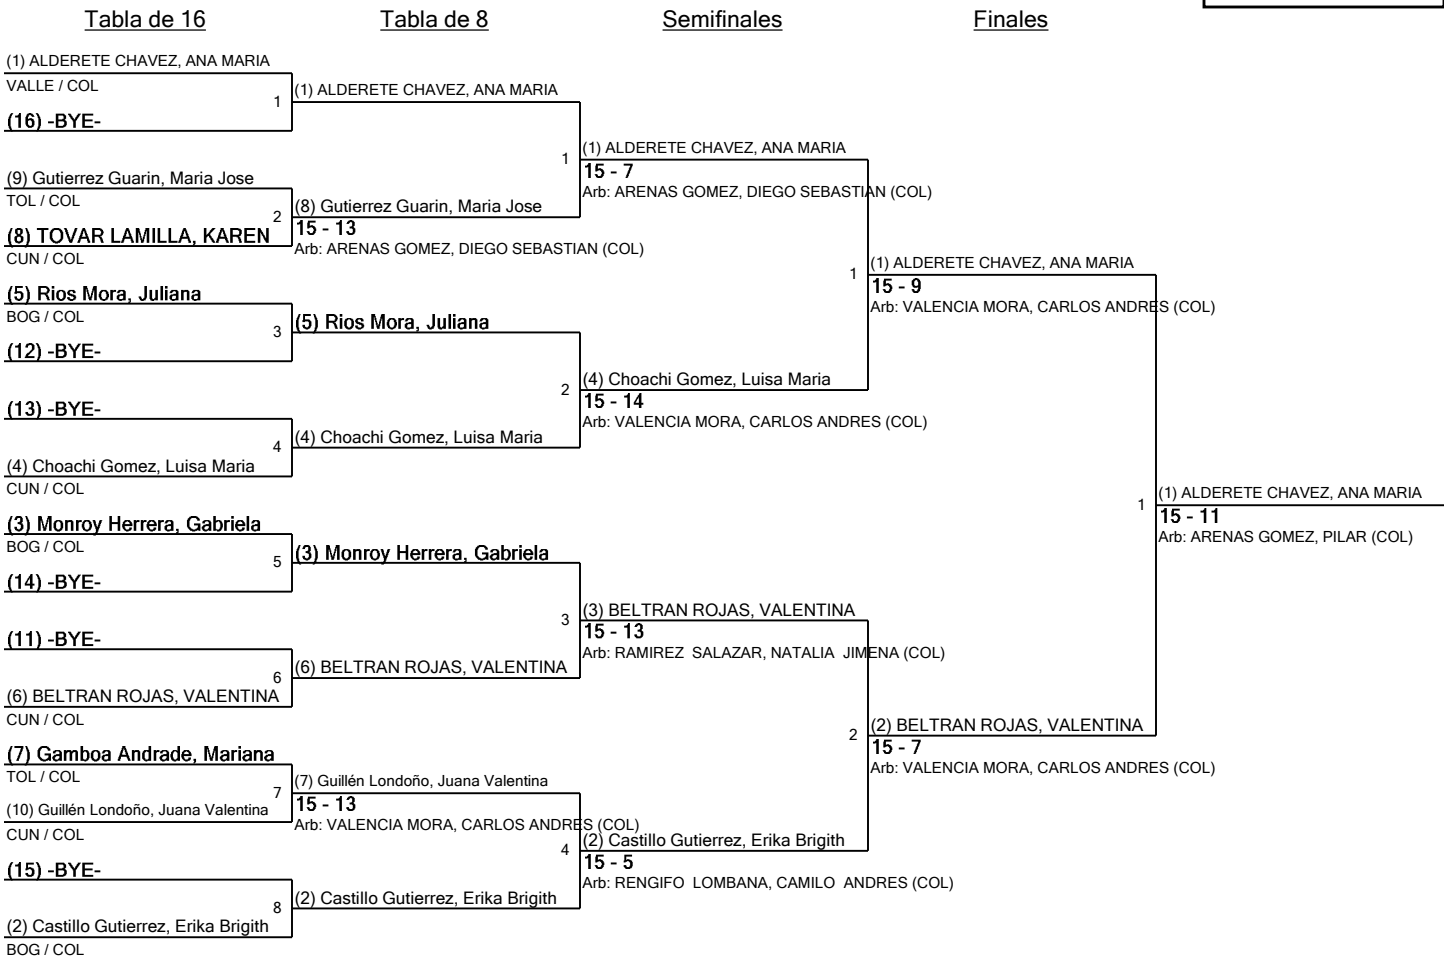 Tabla de 16
Tabla de 8
Semifinales
Finales
(1) ALDERETE CHAVEZ, ANA MARIA
VALLE / COL
1
(16) -BYE-
(9) Gutierrez Guarin, Maria Jose
TOL / COL
2
(8) TOVAR LAMILLA, KAREN
CUN / COL
(5) Rios Mora, Juliana
BOG / COL
3
(12) -BYE-
(13) -BYE-
4
(4) Choachi Gomez, Luisa Maria
CUN / COL
(3) Monroy Herrera, Gabriela
BOG / COL
5
(14) -BYE-
(11) -BYE-
6
(6) BELTRAN ROJAS, VALENTINA
CUN / COL
(7) Gamboa Andrade, Mariana
TOL / COL
7
(10) Guillén Londoño, Juana Valentina
CUN / COL
(15) -BYE-
8
(2) Castillo Gutierrez, Erika Brigith
BOG / COL
(1) ALDERETE CHAVEZ, ANA MARIA
1
(8) Gutierrez Guarin, Maria Jose
15 - 13
Arb: ARENAS GOMEZ, DIEGO SEBASTIAN (COL)
(5) Rios Mora, Juliana
2
(4) Choachi Gomez, Luisa Maria
(3) Monroy Herrera, Gabriela
3
(6) BELTRAN ROJAS, VALENTINA
(7) Guillén Londoño, Juana Valentina
15 - 13
Arb: VALENCIA MORA, CARLOS ANDRES (COL)
4
(2) Castillo Gutierrez, Erika Brigith
(1) ALDERETE CHAVEZ, ANA MARIA
15 - 7
Arb: ARENAS GOMEZ, DIEGO SEBASTIAN (COL)
1
(4) Choachi Gomez, Luisa Maria
15 - 14
Arb: VALENCIA MORA, CARLOS ANDRES (COL)
(3) BELTRAN ROJAS, VALENTINA
15 - 13
Arb: RAMIREZ  SALAZAR, NATALIA  JIMENA (COL)
2
(2) Castillo Gutierrez, Erika Brigith
15 - 5
Arb: RENGIFO  LOMBANA, CAMILO  ANDRES (COL)
(1) ALDERETE CHAVEZ, ANA MARIA
15 - 9
Arb: VALENCIA MORA, CARLOS ANDRES (COL)
1
(2) BELTRAN ROJAS, VALENTINA
15 - 7
Arb: VALENCIA MORA, CARLOS ANDRES (COL)
(1) ALDERETE CHAVEZ, ANA MARIA
15 - 11
Arb: ARENAS GOMEZ, PILAR (COL)